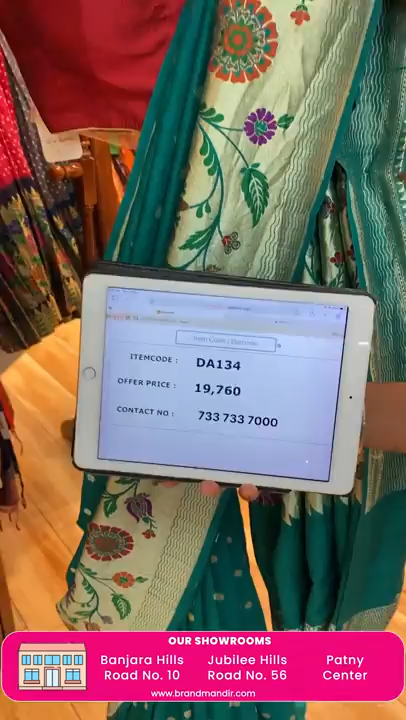 Item Code / Barcode
ITEMCODE : DA134
OFFER PRICE : 19,760
CONTACT NO : 733 733 7000
OUR SHOWROOMS
Banjara Hills
Road No. 10
Jubilee Hills
Road No. 56
Patny
Center
www.brandmandir.com